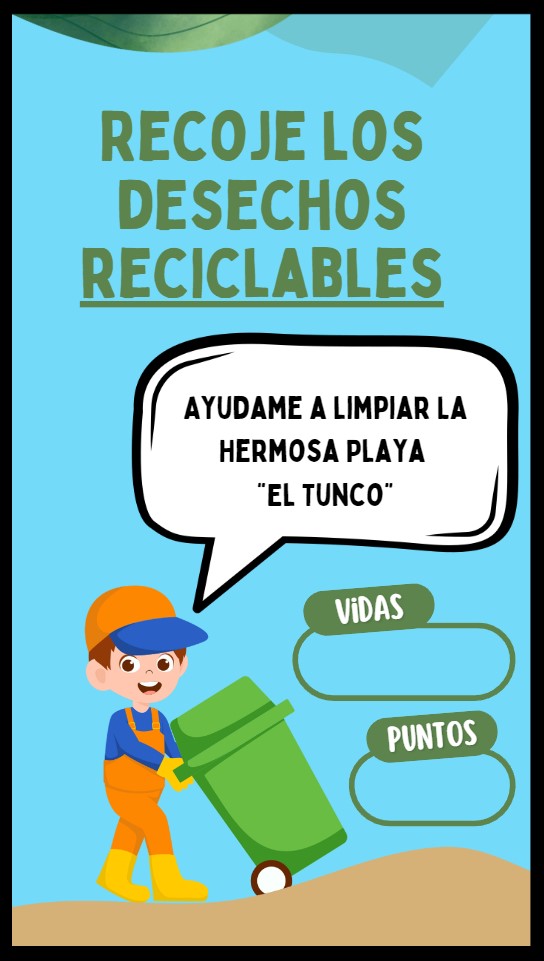 RECOJE LOS
DESECHOS
RECICLABLES
AYUDAME A LIMPIAR LA
HERMOSA PLAYA
"EL TUNCO"
ViDAS
PUNTOS